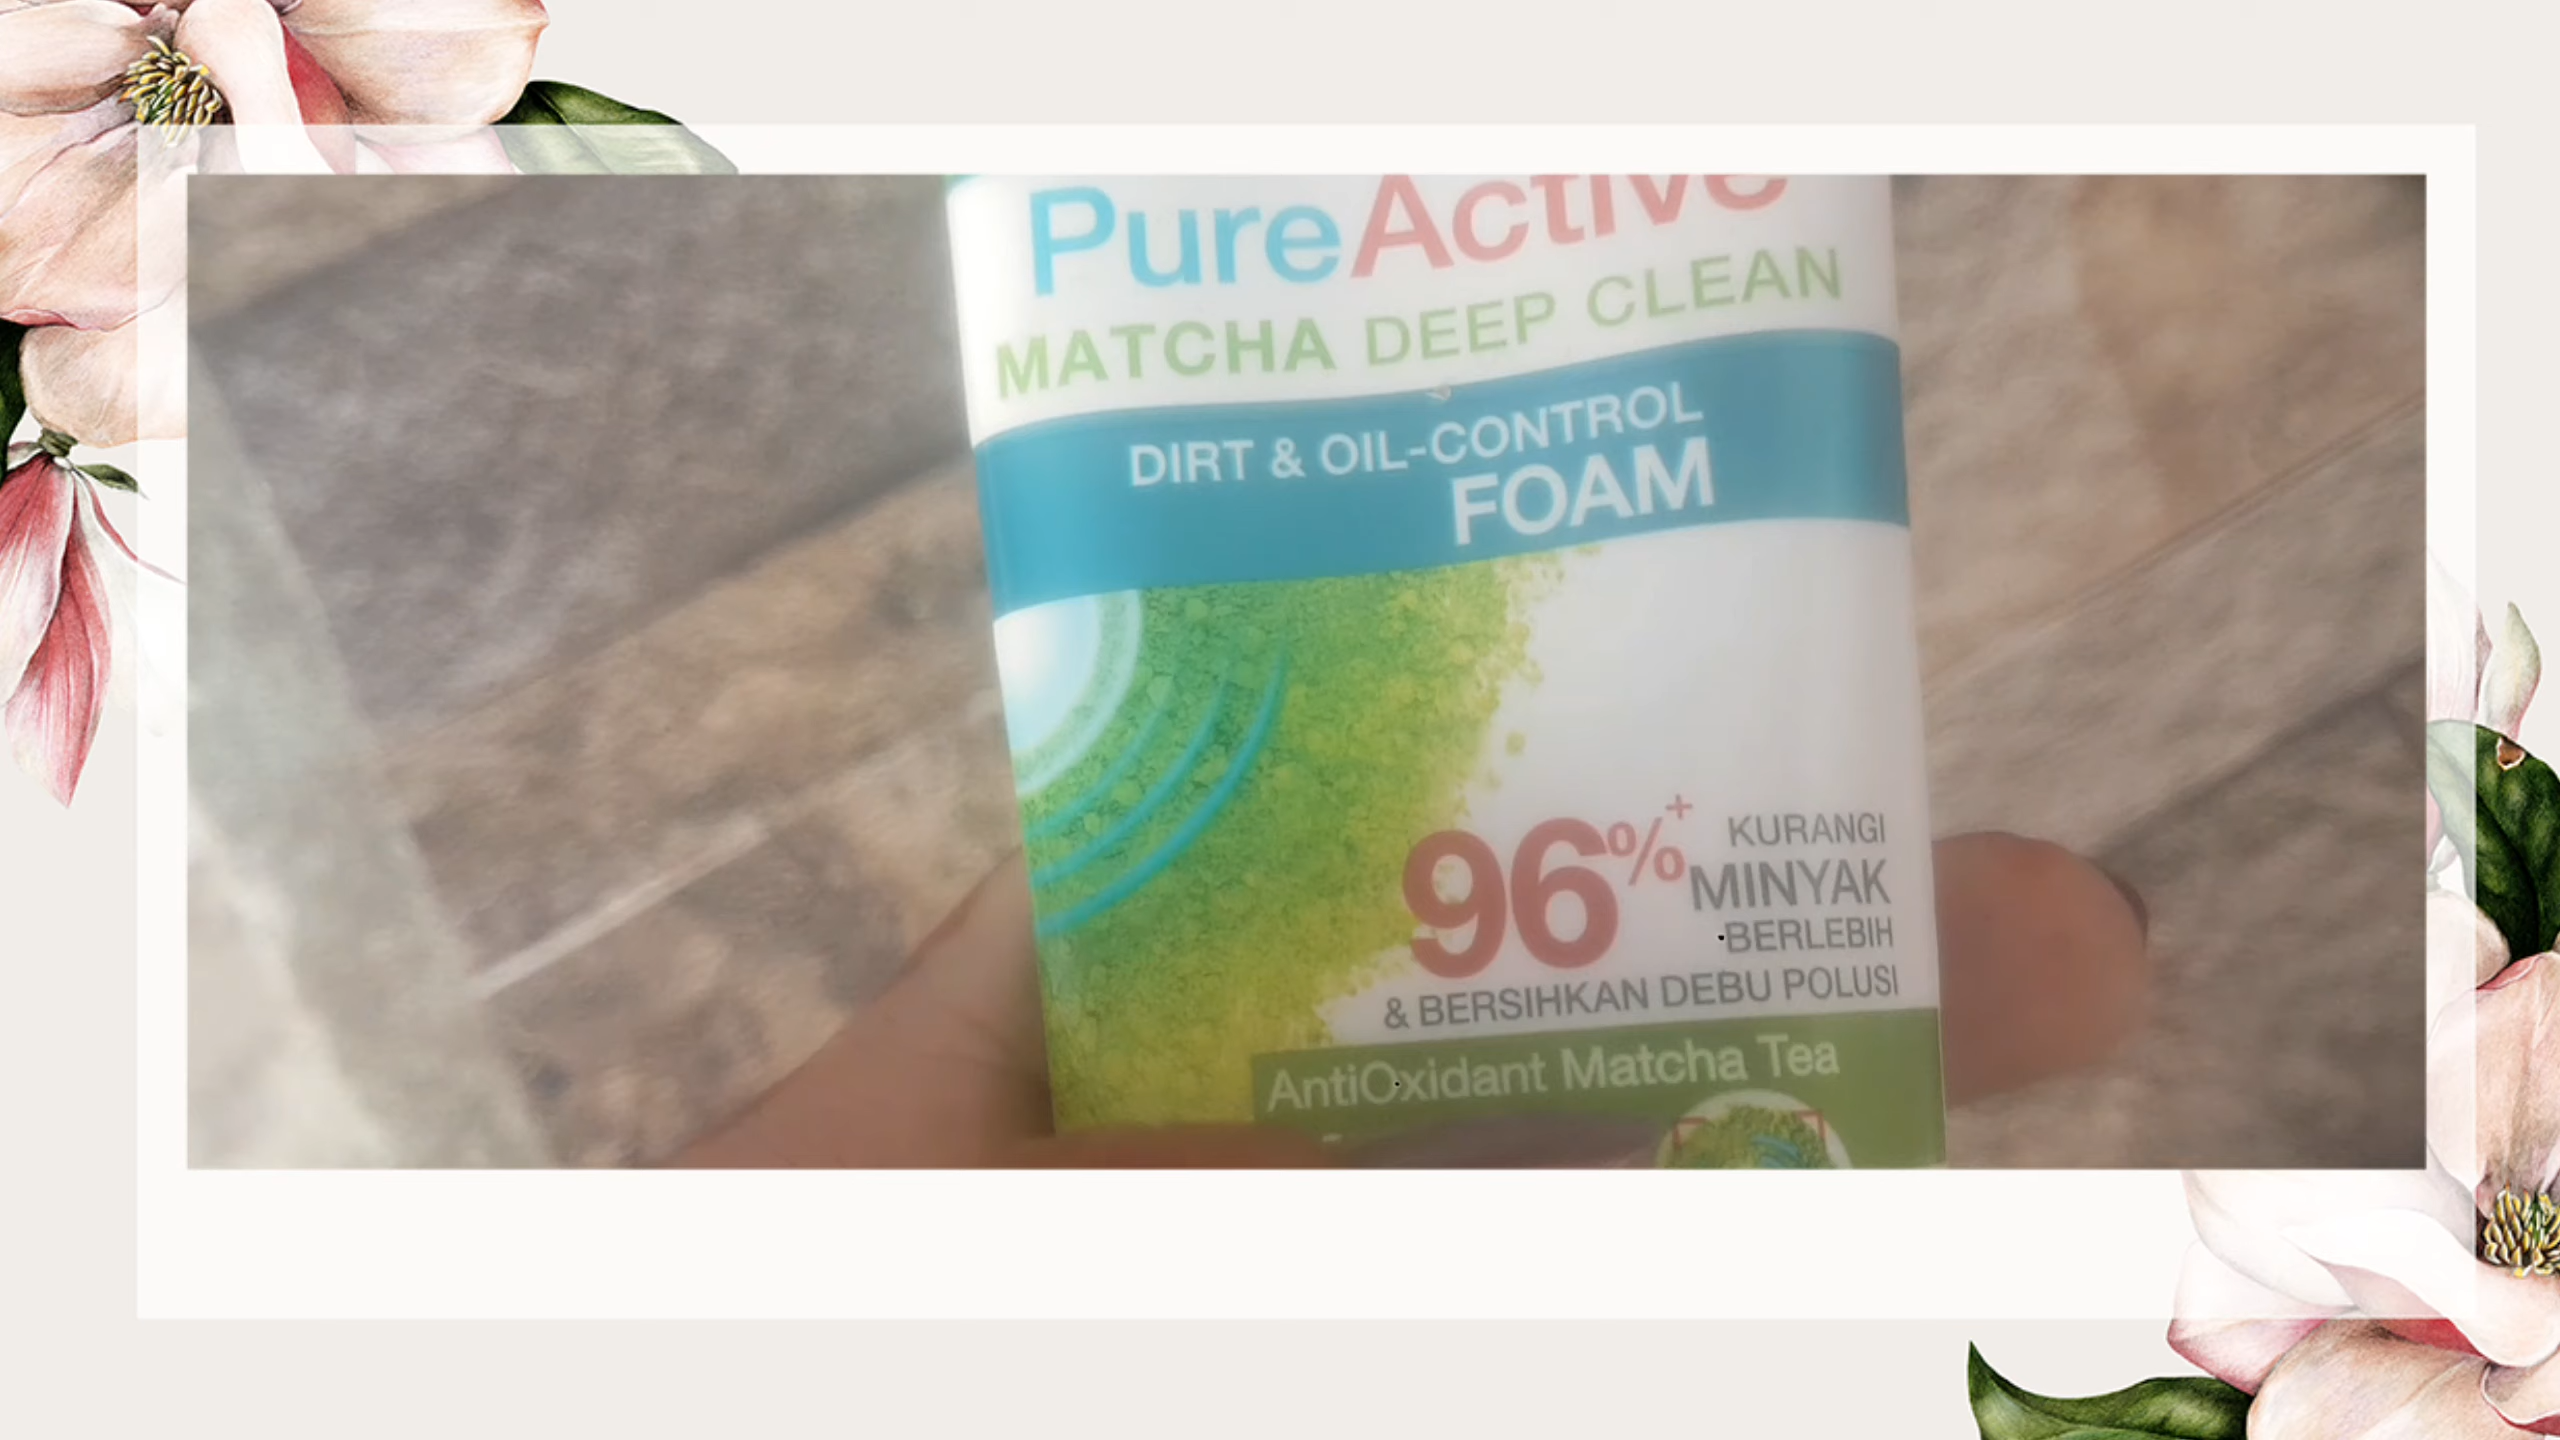 PureActive
MATCHA DEEP CLEAN
DIRT & OIL-CONTROL
FOAM
96%+
KURANGI
MINYAK
BERLEBIH
& BERSIHKAN DEBU POLUSI
AntiOxidant Matcha Tea